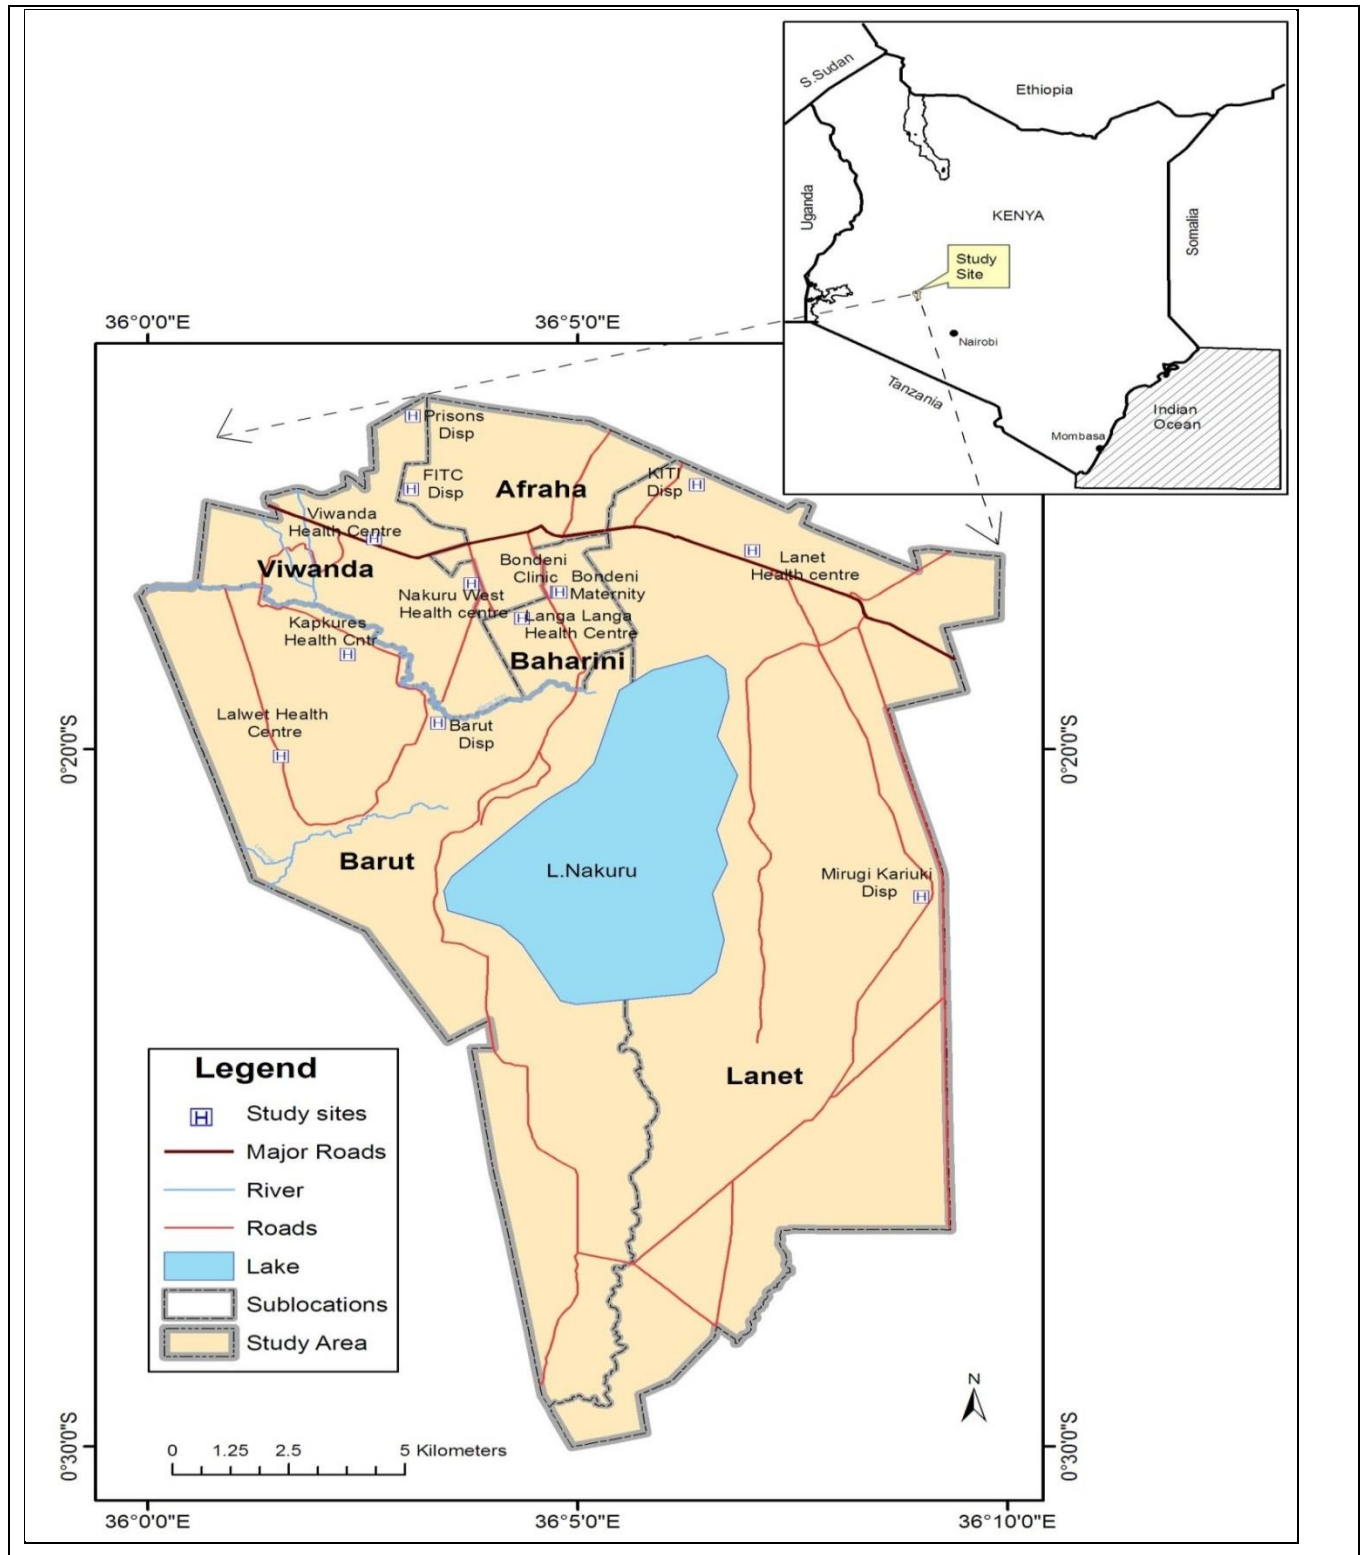 S.Sudan
Ethiopia
Uganda
KENYA
Somalia
Study
Site
Nairobi
Tanzania
Indian
Ocean
Mombasa
36°0'0"E
36°5'0"E
Prisons
Disp
FITC
Disp
Afraha
KITI
Disp
Viwanda
Health Centre
Viwanda
Bondeni
Clinic
Bondeni
Maternity
Lanet
Health centre
Nakuru West
Health centre
Langa Langa
Health Centre
Kapkures
Health Cntr
Baharini
Lalwet Health
Centre
Barut
Disp
0°20'0"S
0°20'0"S
Barut
L.Nakuru
Mirugi Kariuki
Disp
Lanet
Legend
H Study sites
Major Roads
River
Roads
Lake
Sublocations
Study Area
N
0 1.25 2.5 5 Kilometers
0°30'0"S
0°30'0"S
36°0'0"E
36°5'0"E
36°10'0"E